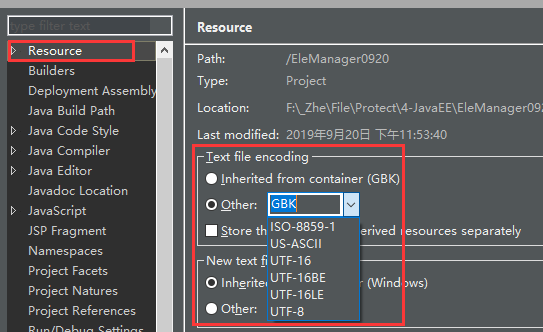 type filter text
Resource
Builders
Deployment Assembly
Java Build Path
Java Code Style
Java Compiler
Java Editor
Javadoc Location
JavaScript
JSP Fragment
Namespaces
Project Facets
Project Natures
Project References
Run/Debug Settings
Resource
Path: /EleManager0920
Type: Project
Location: F:\_Zhe\File\Protect\4-JavaEE\EleManager0920
Last modified: 2019年9月20日 下午11:53:40
Text file encoding
Inherited from container (GBK)
Other: GBK
ISO-8859-1
US-ASCII
UTF-16
UTF-16BE
UTF-16LE
UTF-8
Store th erived resources separately
New text fi
Inherite r (Windows)
Other: